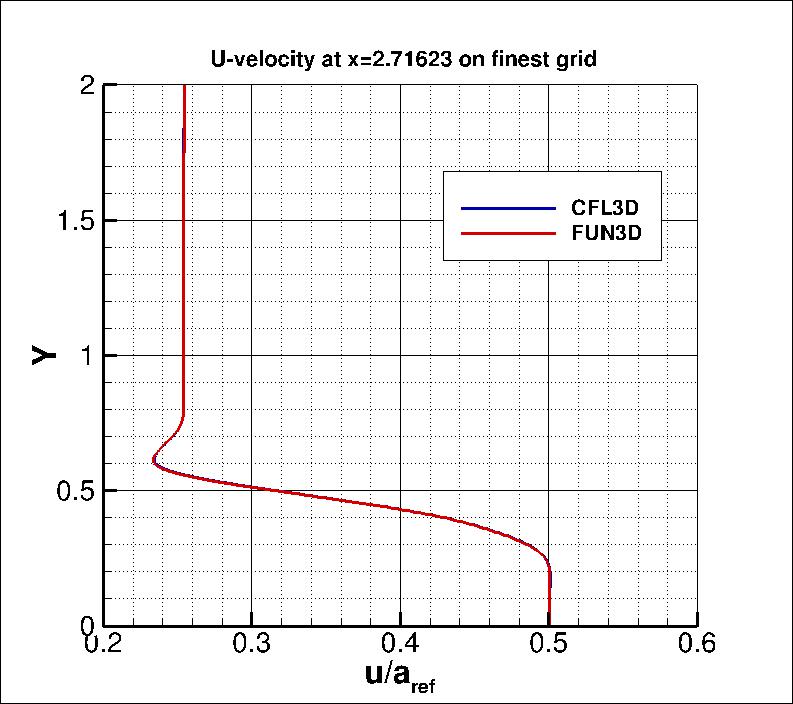 U-velocity at x=2.71623 on finest grid
2
CFL3D
1.5
FUN3D
Y
1
0.5
0
0.2 0.3 0.4 0.5 0.6
u/aref